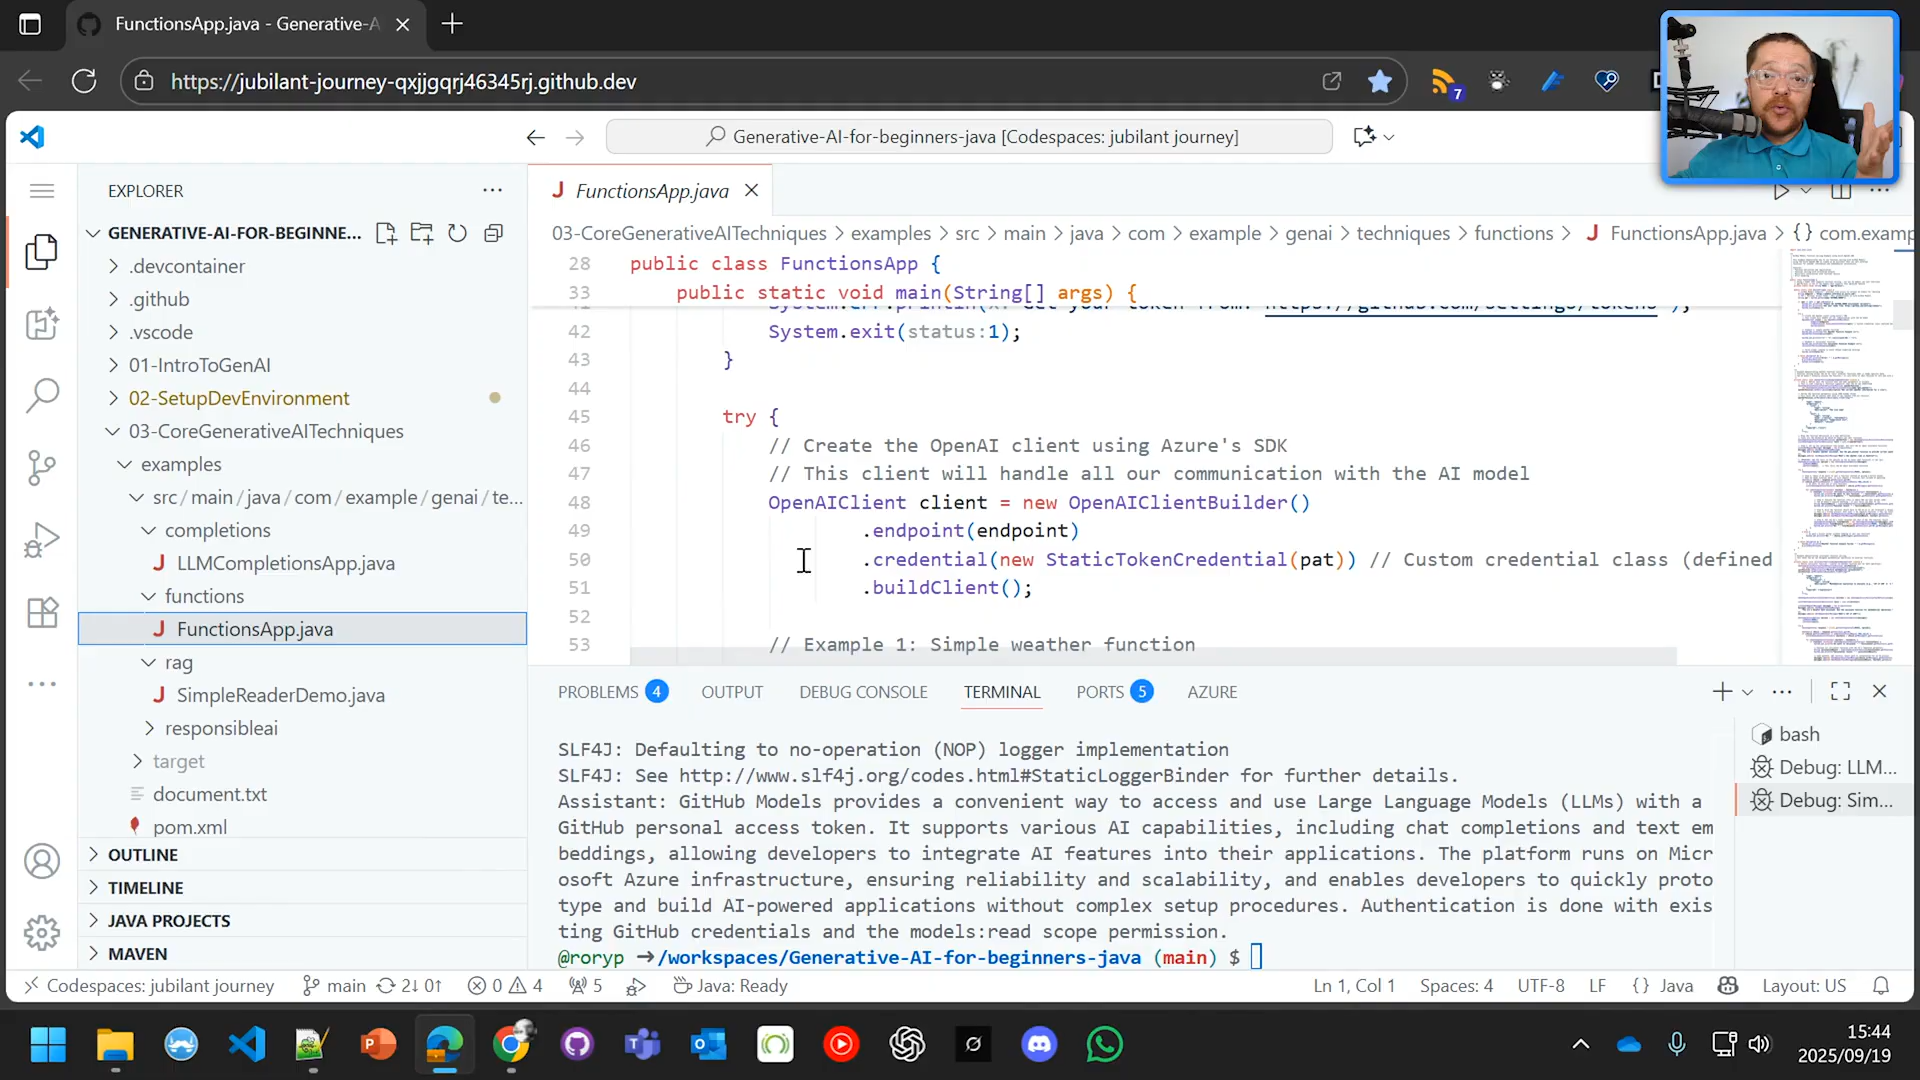 FunctionsApp.java - Generative-A
https://jubilant-journey-qxjjgqrj46345rj.github.dev
7
Generative-AI-for-beginners-java [Codespaces: jubilant journey]
EXPLORER
GENERATIVE-AI-FOR-BEGINNE...
.devcontainer
.github
.vscode
01-IntroToGenAI
02-SetupDevEnvironment
03-CoreGenerativeAITechniques
examples
src/main/java/com/example/genai/te...
completions
J LLMCompletionsApp.java
functions
J FunctionsApp.java
rag
J SimpleReaderDemo.java
responsibleai
target
document.txt
pom.xml
OUTLINE
TIMELINE
JAVA PROJECTS
MAVEN
J FunctionsApp.java
03-CoreGenerativeAITechniques > examples > src > main > java > com > example > genai > techniques > functions > J FunctionsApp.java > {} com.examp
28 public class FunctionsApp {
33 public static void main(String[] args) {
42 System.exit(status:1);
43 }
44
45 try {
46 // Create the OpenAI client using Azure's SDK
47 // This client will handle all our communication with the AI model
48 OpenAIClient client = new OpenAIClientBuilder()
49 .endpoint(endpoint)
50 .credential(new StaticTokenCredential(pat)) // Custom credential class (defined
51 .buildClient();
52
53 // Example 1: Simple weather function
PROBLEMS 4 OUTPUT DEBUG CONSOLE TERMINAL PORTS 5 AZURE
SLF4J: Defaulting to no-operation (NOP) logger implementation
SLF4J: See http://www.slf4j.org/codes.html#StaticLoggerBinder for further details.
Assistant: GitHub Models provides a convenient way to access and use Large Language Models (LLMs) with a
GitHub personal access token. It supports various AI capabilities, including chat completions and text em
beddings, allowing developers to integrate AI features into their applications. The platform runs on Micr
osoft Azure infrastructure, ensuring reliability and scalability, and enables developers to quickly proto
type and build AI-powered applications without complex setup procedures. Authentication is done with exis
ting GitHub credentials and the models:read scope permission.
@roryp →/workspaces/Generative-AI-for-beginners-java (main) $
bash
Debug: LLM...
Debug: Sim...
Codespaces: jubilant journey main 2↓ 0↑ 0 4 5 Java: Ready
Ln 1, Col 1 Spaces: 4 UTF-8 LF {} Java Layout: US
15:44
2025/09/19